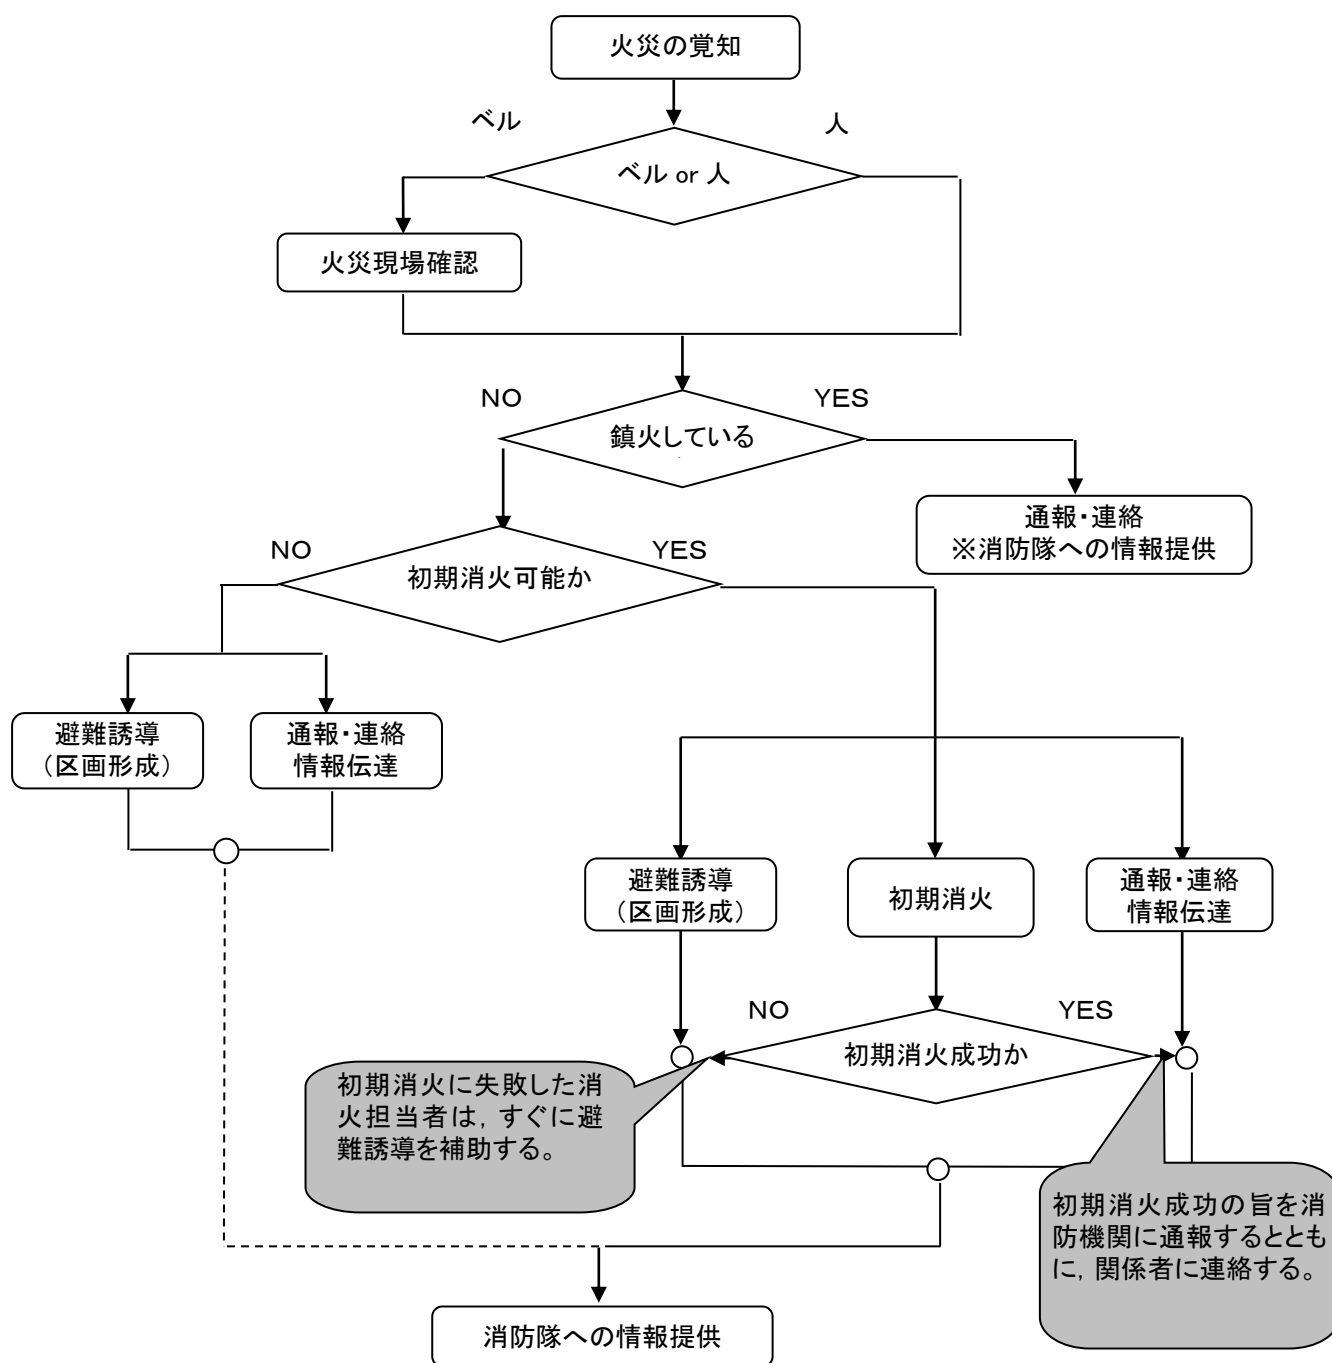 火災の覚知
ベル
人
ベル or 人
火災現場確認
NO
YES
鎮火している
通報・連絡
※消防隊への情報提供
NO
YES
初期消火可能か
避難誘導
（区画形成）
通報・連絡
情報伝達
避難誘導
（区画形成）
初期消火
通報・連絡
情報伝達
NO
YES
初期消火成功か
初期消火に失敗した消
火担当者は，すぐに避
難誘導を補助する。
初期消火成功の旨を消
防機関に通報するととも
に，関係者に連絡する。
消防隊への情報提供